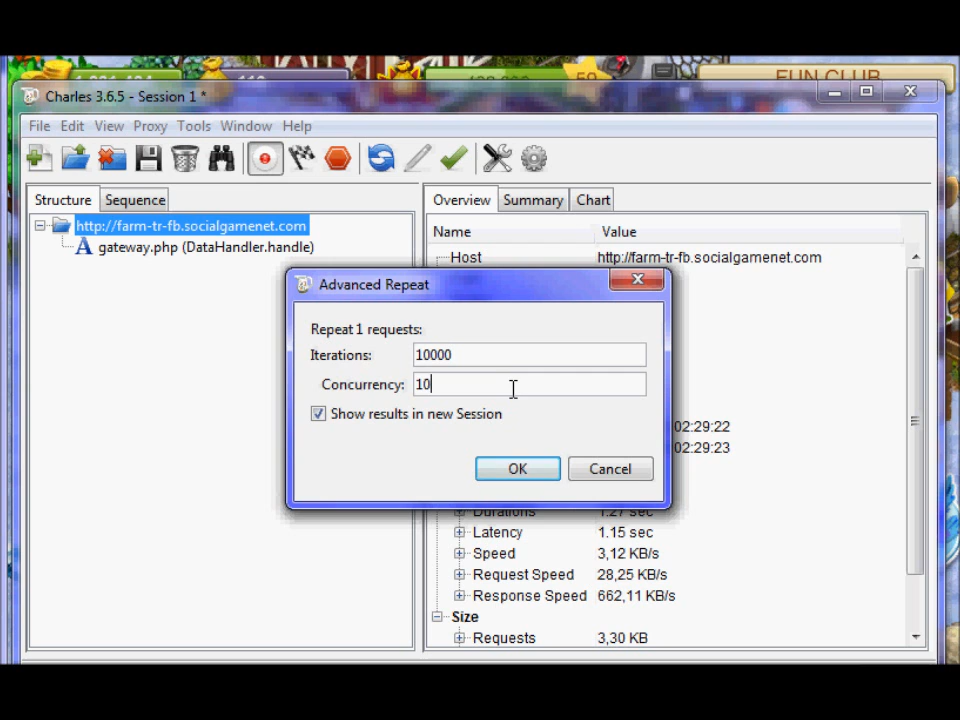 FUN CLUB
Charles 3.6.5 - Session 1 *
File Edit View Proxy Tools Window Help
Structure Sequence
Overview Summary Chart
http://farm-tr-fb.socialgamenet.com
gateway.php (DataHandler.handle)
Name Value
Host http://farm-tr-fb.socialgamenet.com
Advanced Repeat
Repeat 1 requests:
Iterations: 10000
Concurrency: 10
Show results in new Session
02:29:22
02:29:23
OK Cancel
Durations 1.27 sec
Latency 1.15 sec
Speed 3,12 KB/s
Request Speed 28,25 KB/s
Response Speed 662,11 KB/s
Size
Requests 3,30 KB